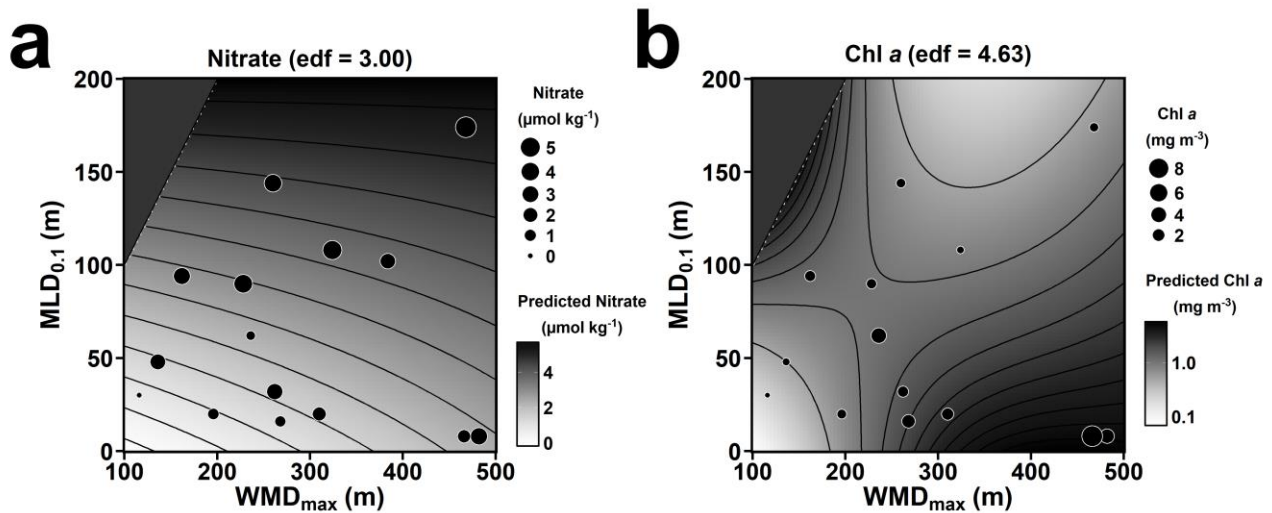 a
Nitrate (edf = 3.00)
200
150
100
50
0
MLD0.1 (m)
100
200
300
400
500
WMDmax (m)
Nitrate
(µmol kg-1)
5
4
3
2
1
0
Predicted Nitrate
(µmol kg-1)
4
2
0
b
Chl a (edf = 4.63)
200
150
100
50
0
MLD0.1 (m)
100
200
300
400
500
WMDmax (m)
Chl a
(mg m-3)
8
6
4
2
Predicted Chl a
(mg m-3)
1.0
0.1